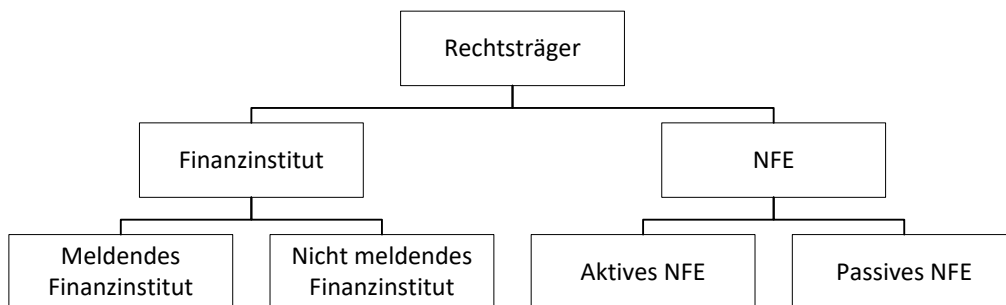 Rechtsträger
Finanzinstitut
NFE
Meldendes
Finanzinstitut
Nicht meldendes
Finanzinstitut
Aktives NFE
Passives NFE